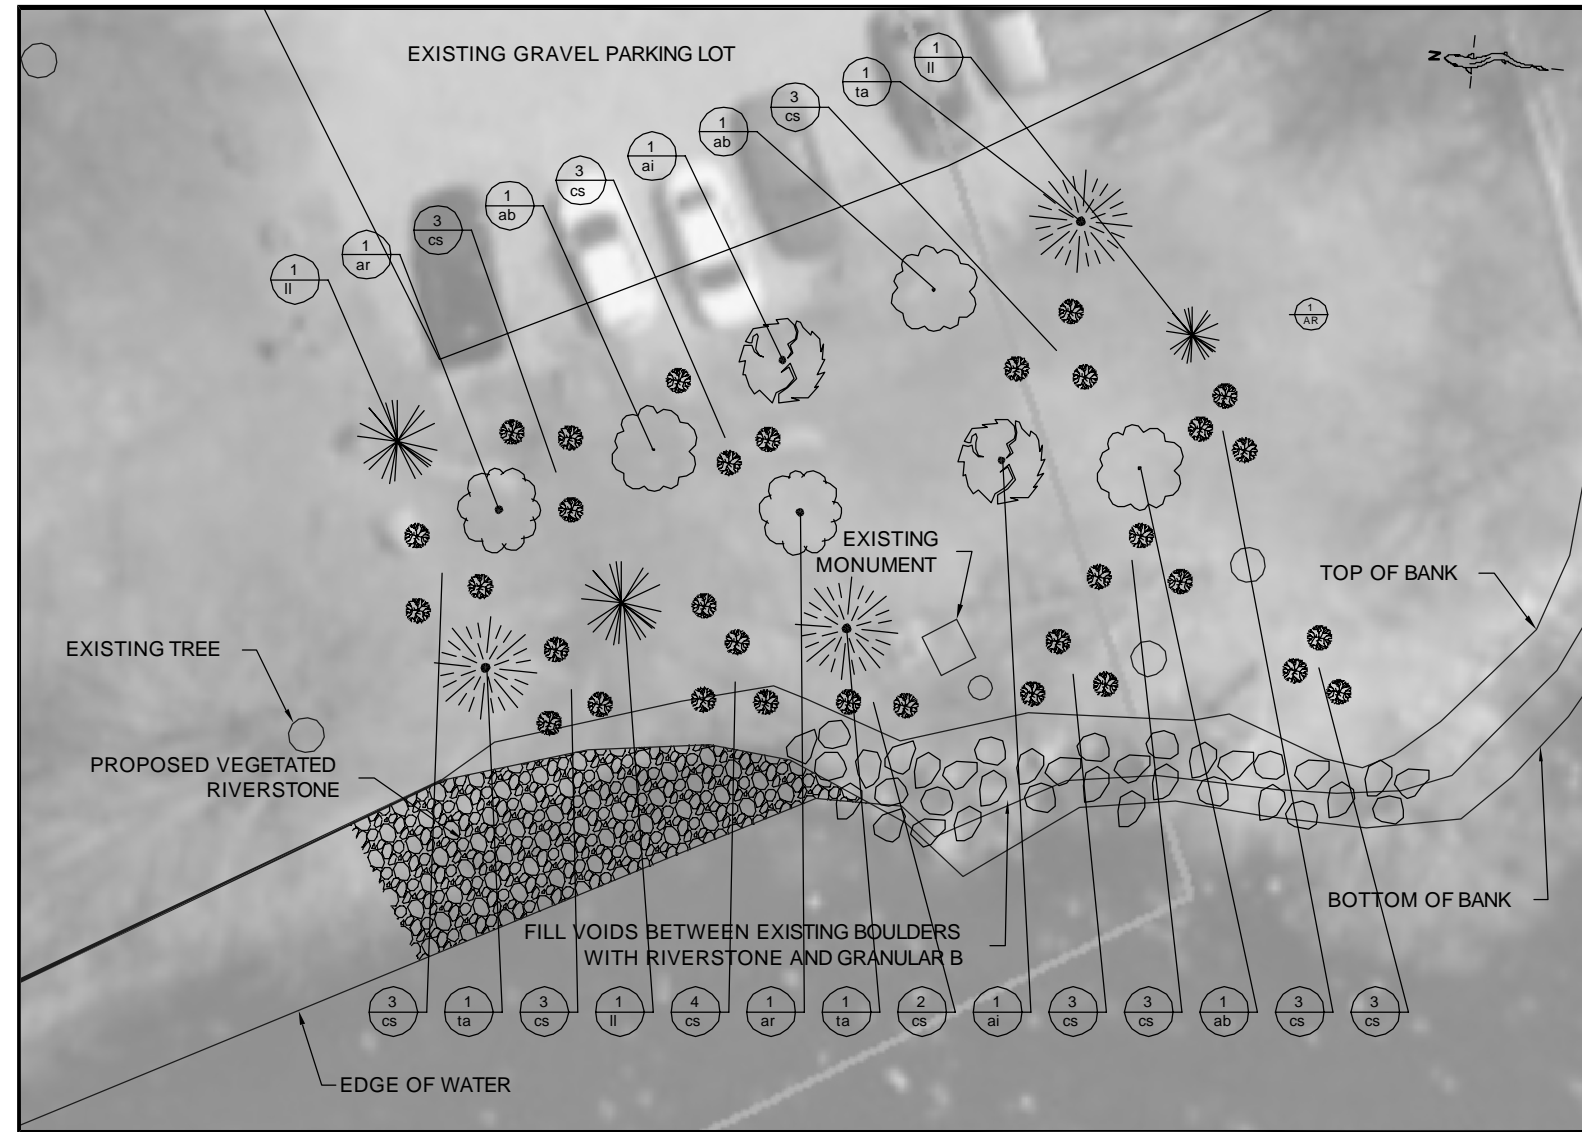 EXISTING GRAVEL PARKING LOT
N
1
ll
1
ta
3
cs
1
ab
1
ai
3
cs
1
ab
3
cs
1
ar
1
ll
1
AR
EXISTING
MONUMENT
TOP OF BANK
EXISTING TREE
PROPOSED VEGETATED
RIVERSTONE
BOTTOM OF BANK
FILL VOIDS BETWEEN EXISTING BOULDERS
WITH RIVERSTONE AND GRANULAR B
3
cs
1
ta
3
cs
1
ll
4
cs
1
ar
1
ta
2
cs
1
ai
3
cs
3
cs
1
ab
3
cs
3
cs
EDGE OF WATER